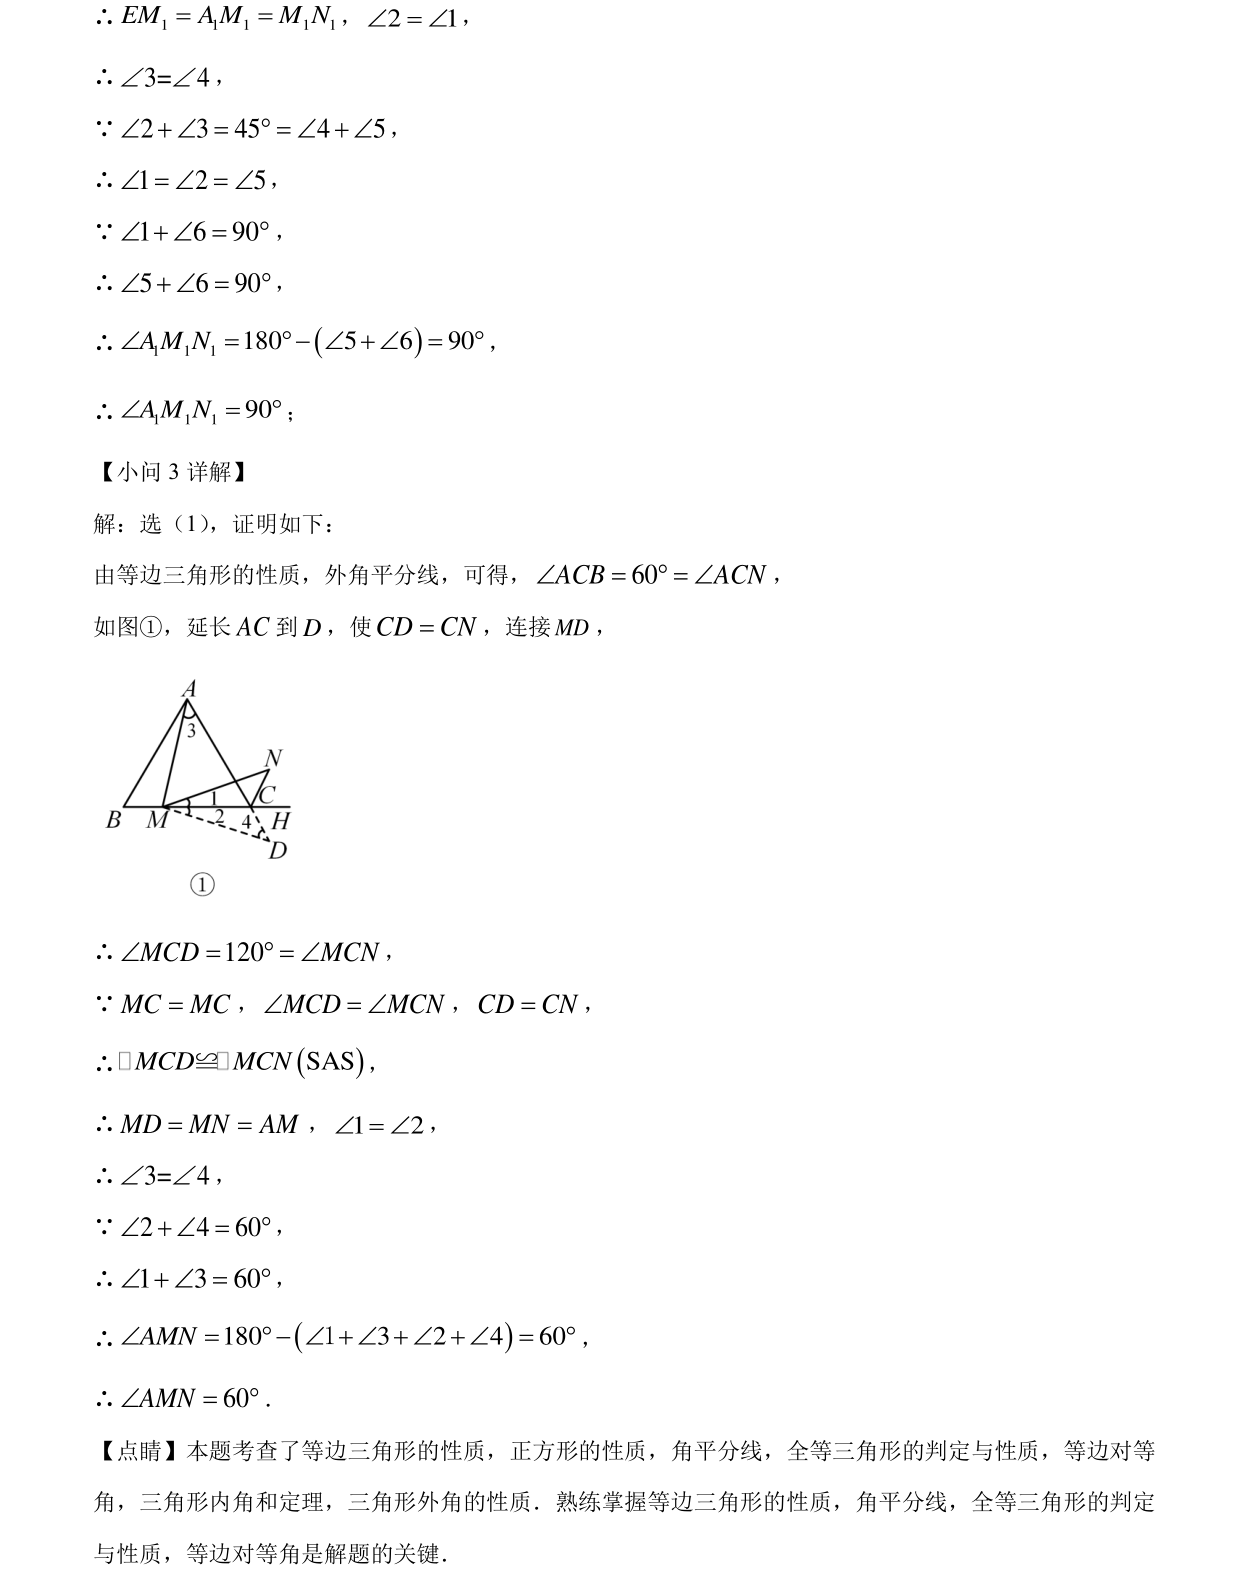 ∴ EM₁ = A₁M₁ = M₁N₁，∠2 = ∠1，
∴ ∠3=∠4，
∵ ∠2 + ∠3 = 45° = ∠4 + ∠5，
∴ ∠1 = ∠2 = ∠5，
∵ ∠1 + ∠6 = 90°，
∴ ∠5 + ∠6 = 90°，
∴ ∠A₁M₁N₁ = 180° − (∠5 + ∠6) = 90°，
∴ ∠A₁M₁N₁ = 90°；
【小问 3 详解】
解：选（1），证明如下：
由等边三角形的性质，外角平分线，可得，∠ACB = 60° = ∠ACN，
如图①，延长 AC 到 D，使 CD = CN，连接 MD，
A
3
N
1
C
B
M
2
4
H
D
①
∴ ∠MCD = 120° = ∠MCN，
∵ MC = MC，∠MCD = ∠MCN，CD = CN，
∴ □MCD≌□MCN(SAS)，
∴ MD = MN = AM，∠1 = ∠2，
∴ ∠3=∠4，
∵ ∠2 + ∠4 = 60°，
∴ ∠1 + ∠3 = 60°，
∴ ∠AMN = 180° − (∠1 + ∠3 + ∠2 + ∠4) = 60°，
∴ ∠AMN = 60°．
【点睛】本题考查了等边三角形的性质，正方形的性质，角平分线，全等三角形的判定与性质，等边对等
角，三角形内角和定理，三角形外角的性质．熟练掌握等边三角形的性质，角平分线，全等三角形的判定
与性质，等边对等角是解题的关键．